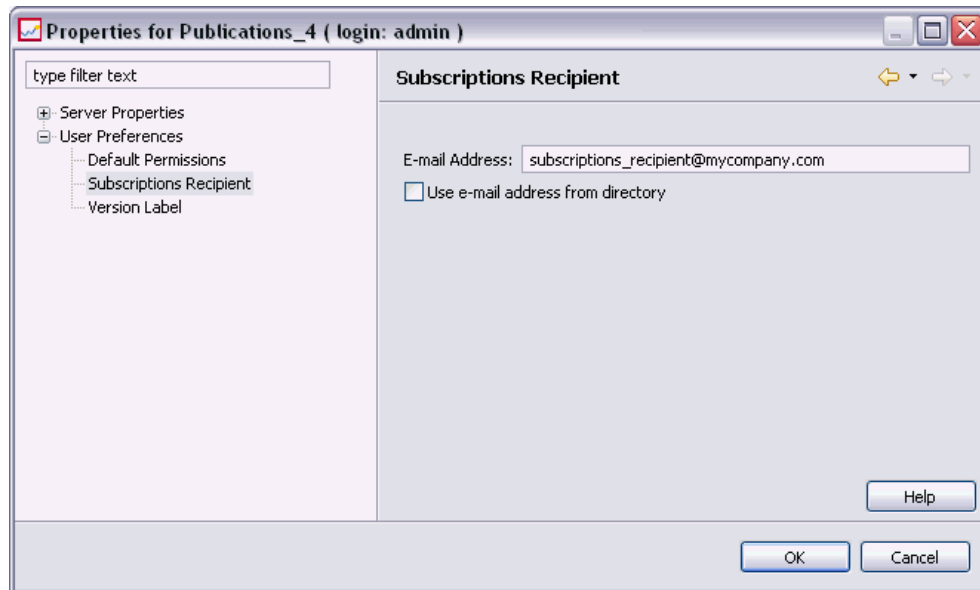 Properties for Publications_4 ( login: admin )
type filter text
Server Properties
User Preferences
Default Permissions
Subscriptions Recipient
Version Label
Subscriptions Recipient
E-mail Address: subscriptions_recipient@mycompany.com
Use e-mail address from directory
Help
OK Cancel